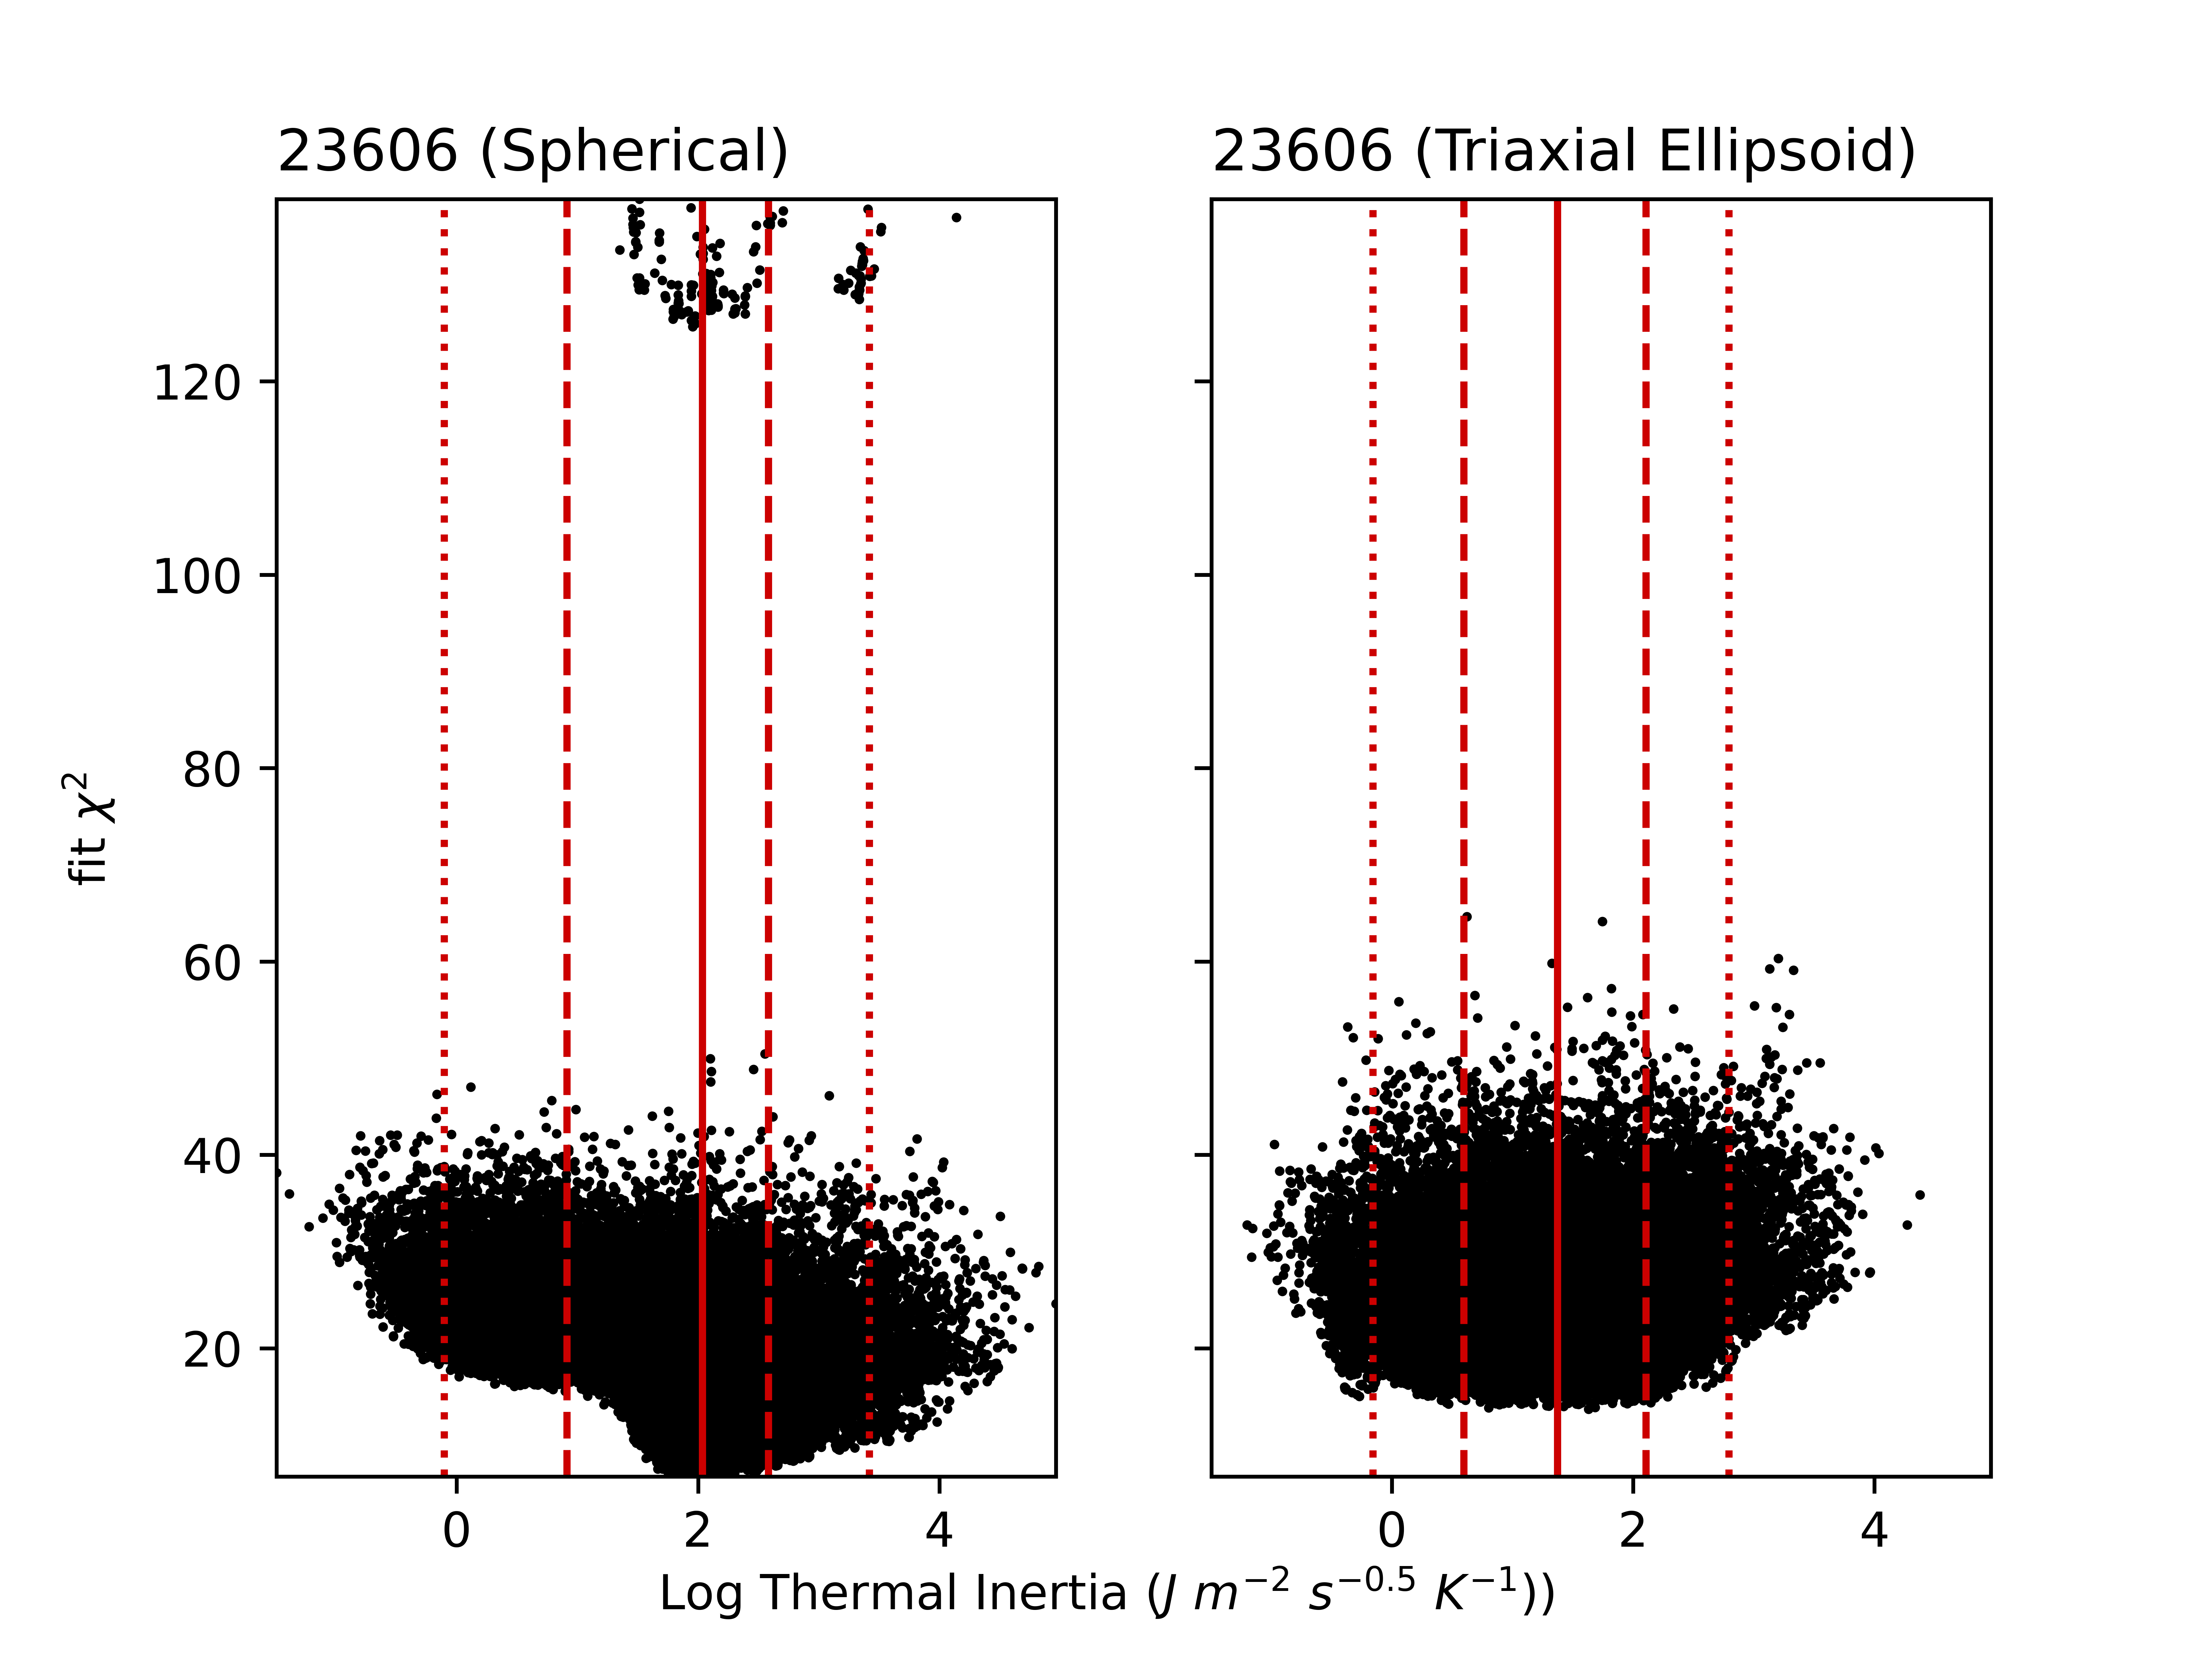 23606 (Spherical)
23606 (Triaxial Ellipsoid)
fit χ²
120
100
80
60
40
20
0 2 4
0 2 4
Log Thermal Inertia (J m⁻² s⁻⁰·⁵ K⁻¹))